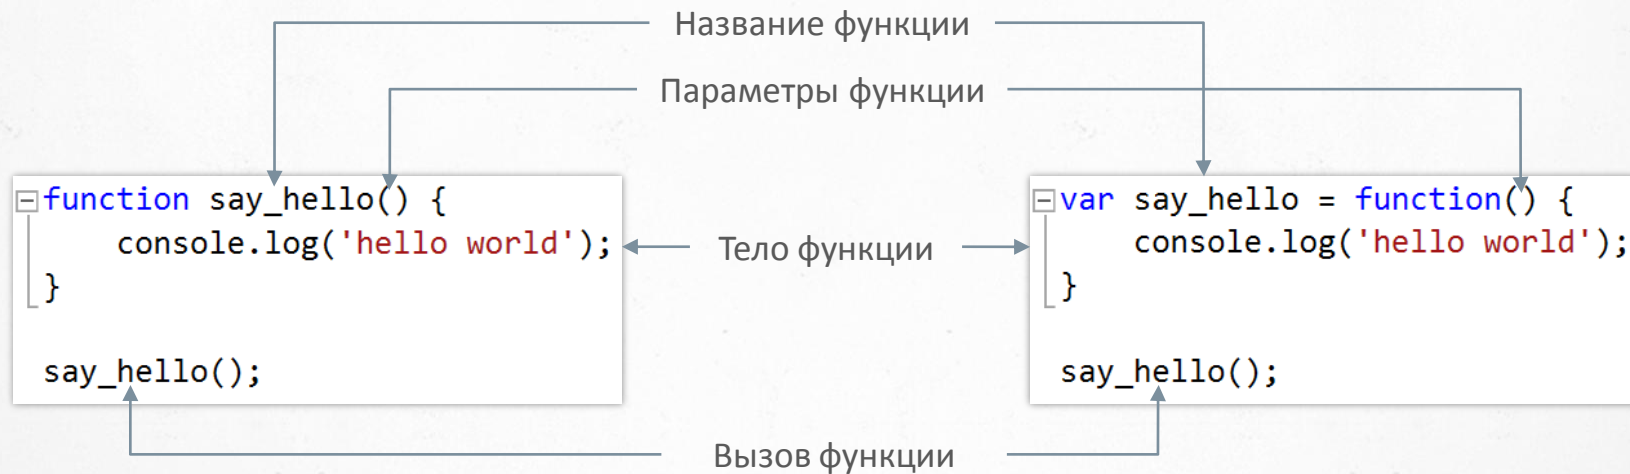 Название функции
Параметры функции
function say_hello() {
console.log('hello world');
}
say_hello();
Тело функции
var say_hello = function() {
console.log('hello world');
}
say_hello();
Вызов функции